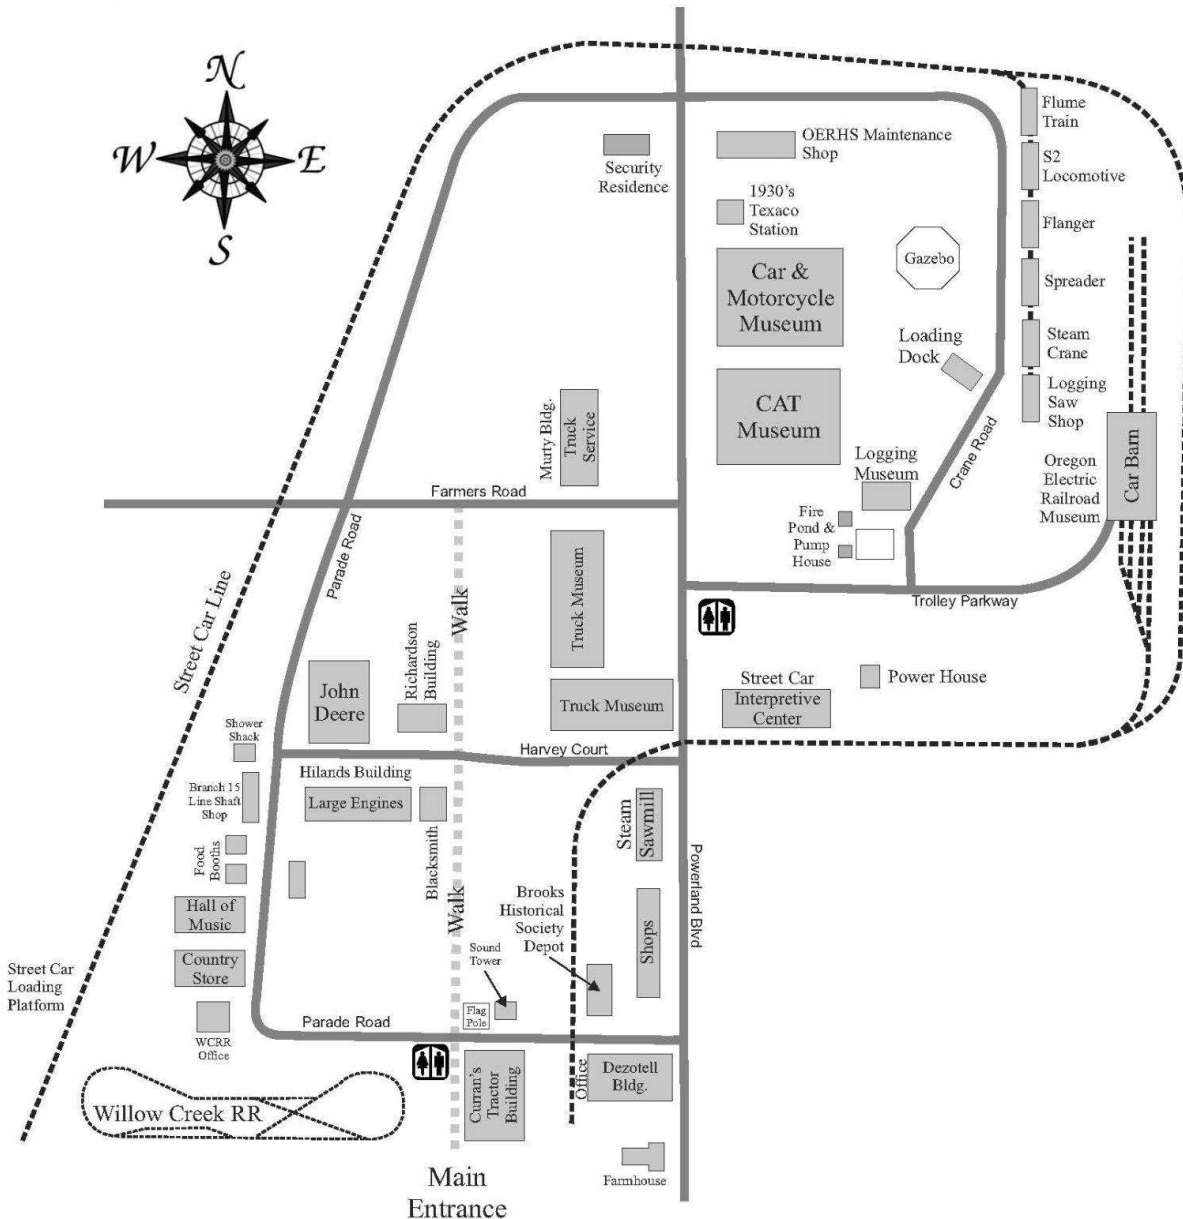 N
W
E
S
Security
Residence
OERHS Maintenance
Shop
1930's
Texaco
Station
Car &
Motorcycle
Museum
Gazebo
Loading
Dock
CAT
Museum
Logging
Museum
Crane Road
Fire
Pond &
Pump
House
Flume
Train
S2
Locomotive
Flanger
Spreader
Steam
Crane
Logging
Saw
Shop
Oregon
Electric
Railroad
Museum
Car Barn
Trolley Parkway
Murty Bldg.
Truck
Service
Farmers Road
Parade Road
Street Car Line
Walk
Truck Museum
Richardson
Building
John
Deere
Truck Museum
Street Car
Interpretive
Center
Power House
Harvey Court
Shower
Shack
Branch 15
Line Shaft
Shop
Hilands Building
Large Engines
Blacksmith
Food
Booths
Hall of
Music
Country
Store
WCRR
Office
Street Car
Loading
Platform
Walk
Steam
Sawmill
Powerland Blvd
Brooks
Historical
Society
Depot
Shops
Sound
Tower
Flag
Pole
Parade Road
Curran's
Tractor
Building
Office
Dezotell
Bldg.
Willow Creek RR
Main
Entrance
Farmhouse